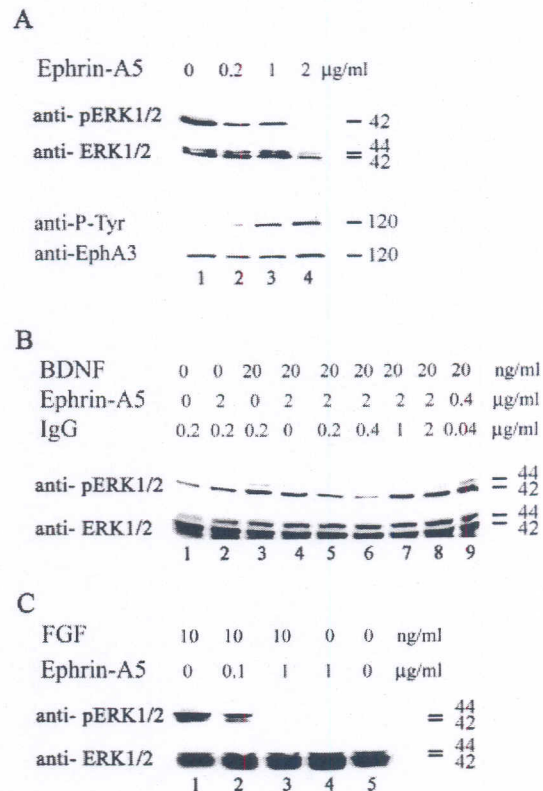 A
Ephrin-A5 0 0.2 1 2 µg/ml
anti- pERK1/2 – 42
anti- ERK1/2 = 44 42
anti-P-Tyr – 120
anti-EphA3 – 120
1 2 3 4
B
BDNF 0 0 20 20 20 20 20 20 20 ng/ml
Ephrin-A5 0 2 0 2 2 2 2 2 0.4 µg/ml
IgG 0.2 0.2 0.2 0 0.2 0.4 1 2 0.04 µg/ml
anti- pERK1/2 = 44 42
anti- ERK1/2 = 44 42
1 2 3 4 5 6 7 8 9
C
FGF 10 10 10 0 0 ng/ml
Ephrin-A5 0 0.1 1 1 0 µg/ml
anti- pERK1/2 = 44 42
anti- ERK1/2 = 44 42
1 2 3 4 5